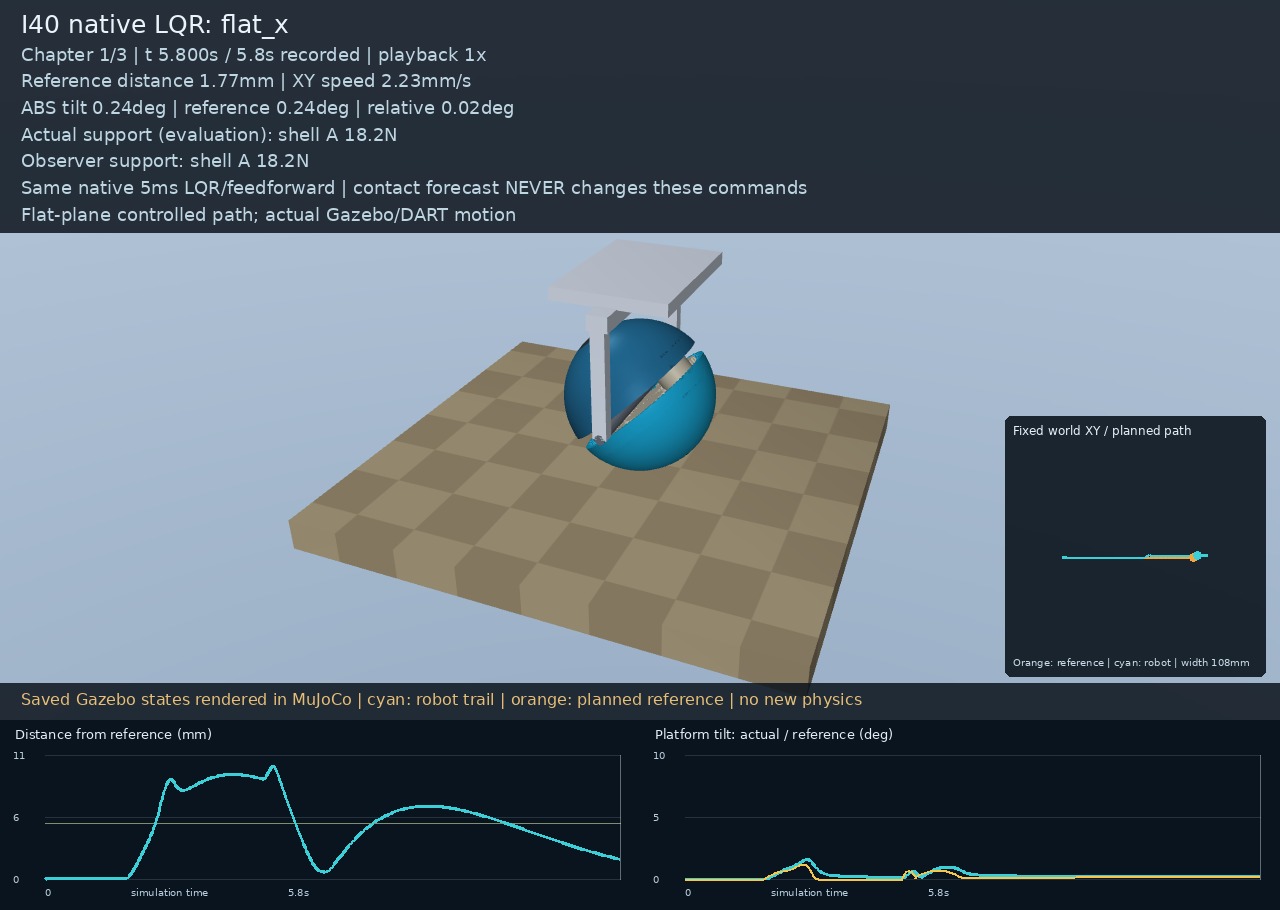 I40 native LQR: flat_x
Chapter 1/3 | t 5.800s / 5.8s recorded | playback 1x
Reference distance 1.77mm | XY speed 2.23mm/s
ABS tilt 0.24deg | reference 0.24deg | relative 0.02deg
Actual support (evaluation): shell A 18.2N
Observer support: shell A 18.2N
Same native 5ms LQR/feedforward | contact forecast NEVER changes these commands
Flat-plane controlled path; actual Gazebo/DART motion
Fixed world XY / planned path
Orange: reference | cyan: robot | width 108mm
Saved Gazebo states rendered in MuJoCo | cyan: robot trail | orange: planned reference | no new physics
Distance from reference (mm)
11
6
0
0 simulation time 5.8s
Platform tilt: actual / reference (deg)
10
5
0
0 simulation time 5.8s